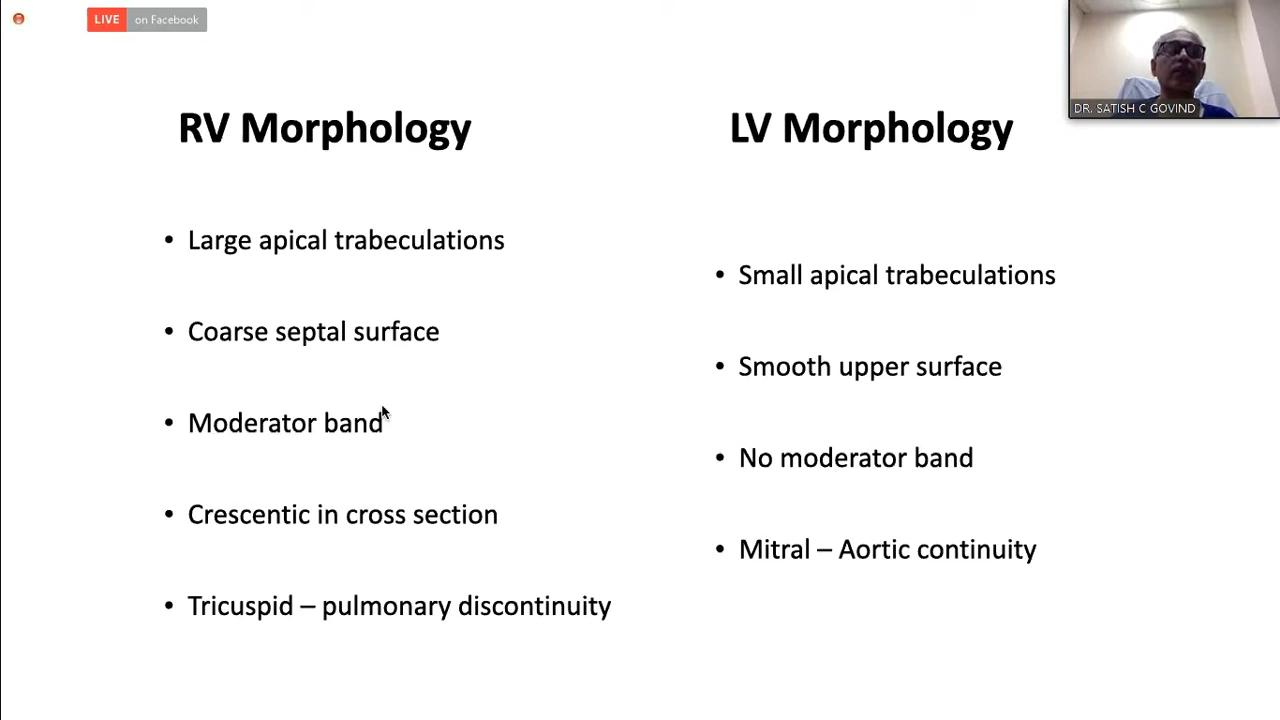 LIVE on Facebook
DR. SATISH C GOVIND
RV Morphology
• Large apical trabeculations
• Coarse septal surface
• Moderator band
• Crescentic in cross section
• Tricuspid – pulmonary discontinuity
LV Morphology
• Small apical trabeculations
• Smooth upper surface
• No moderator band
• Mitral – Aortic continuity